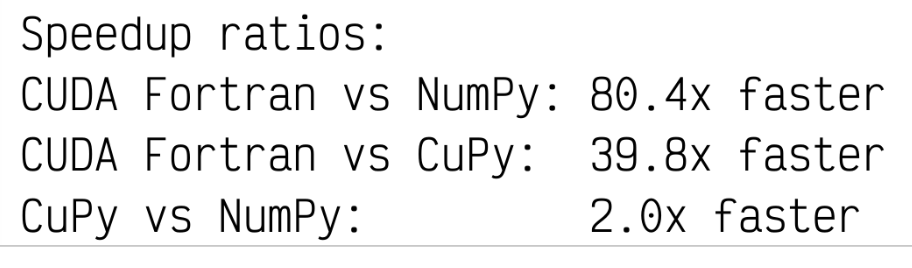 Speedup ratios:
CUDA Fortran vs NumPy: 80.4x faster
CUDA Fortran vs CuPy:  39.8x faster
CuPy vs NumPy:         2.0x faster